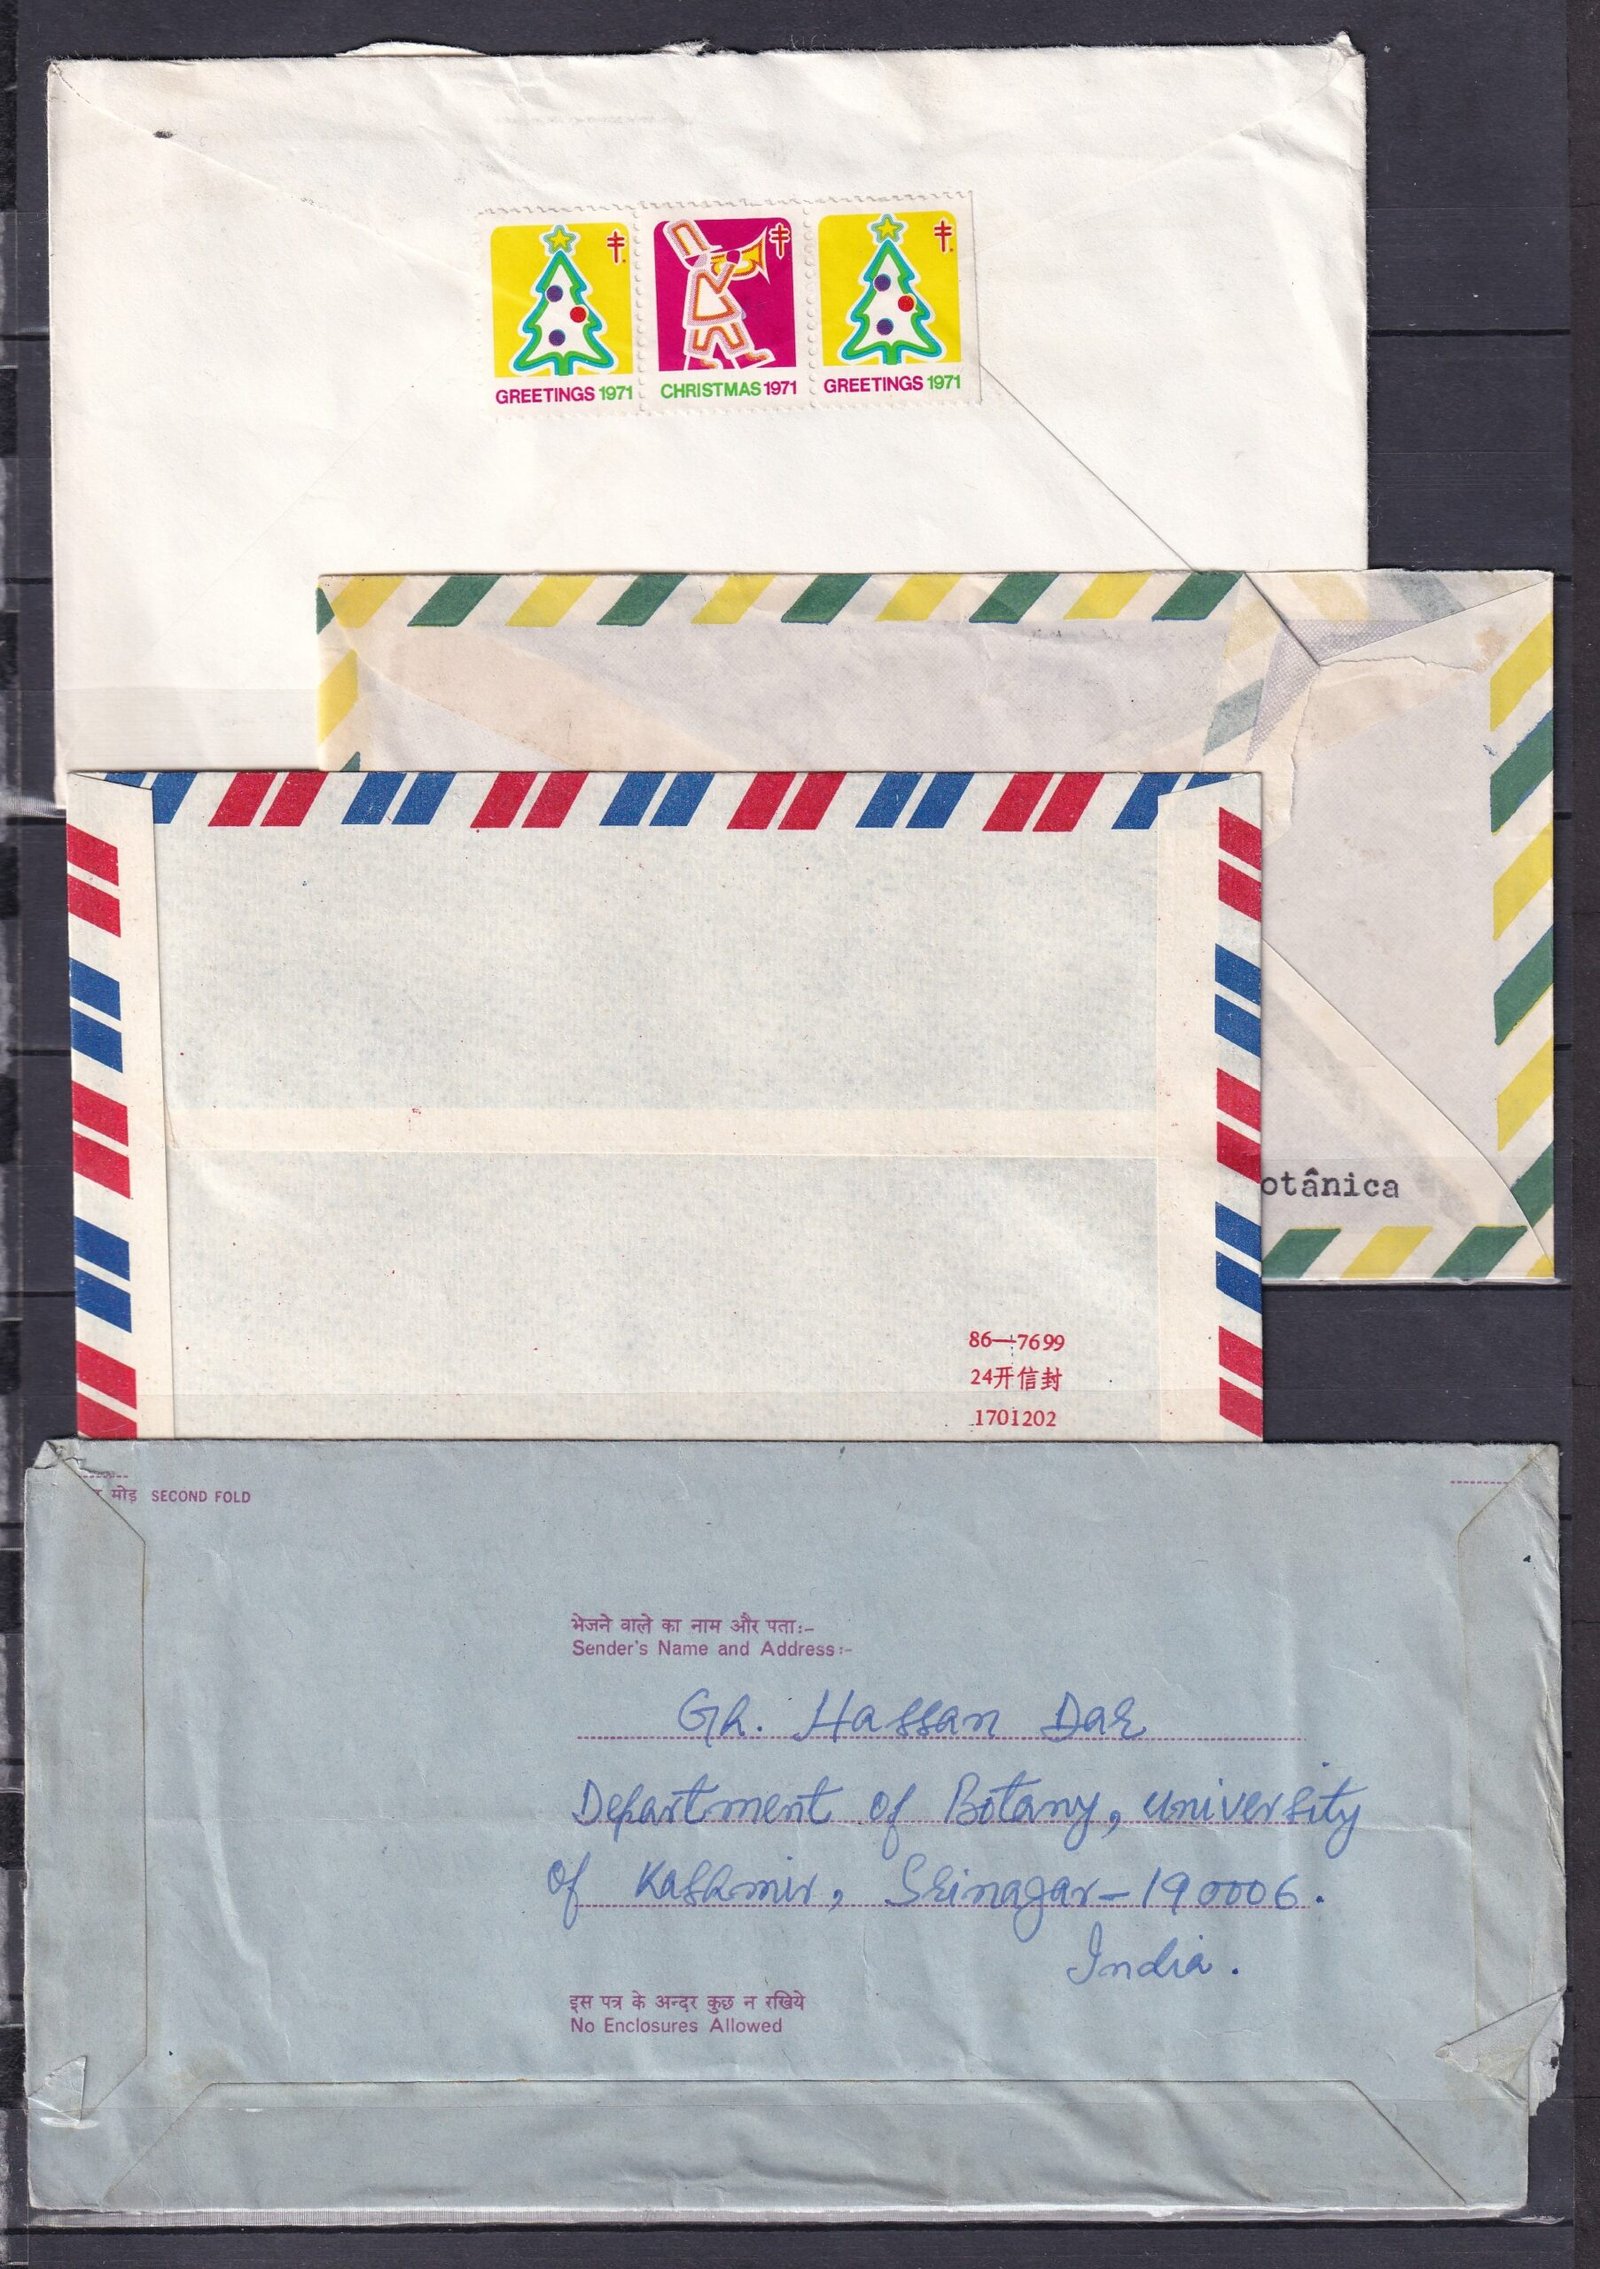 GREETINGS 1971 CHRISTMAS 1971 GREETINGS 1971
otânica
86—7699
24开信封
1701202
मोड़ SECOND FOLD
भेजने वाले का नाम और पता:-
Sender's Name and Address:-
Gh. Hassan Dar
Department of Botany, University
of Kashmir, Srinagar-190006.
India.
इस पत्र के अन्दर कुछ न रखिये
No Enclosures Allowed